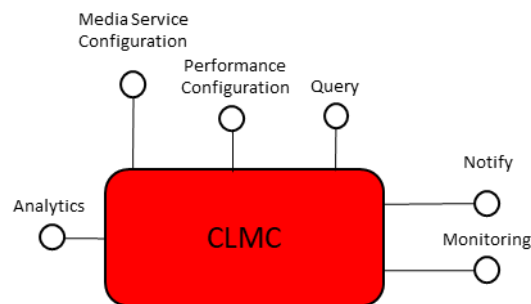 Media Service
Configuration
Performance
Configuration
Query
Notify
Analytics
CLMC
Monitoring